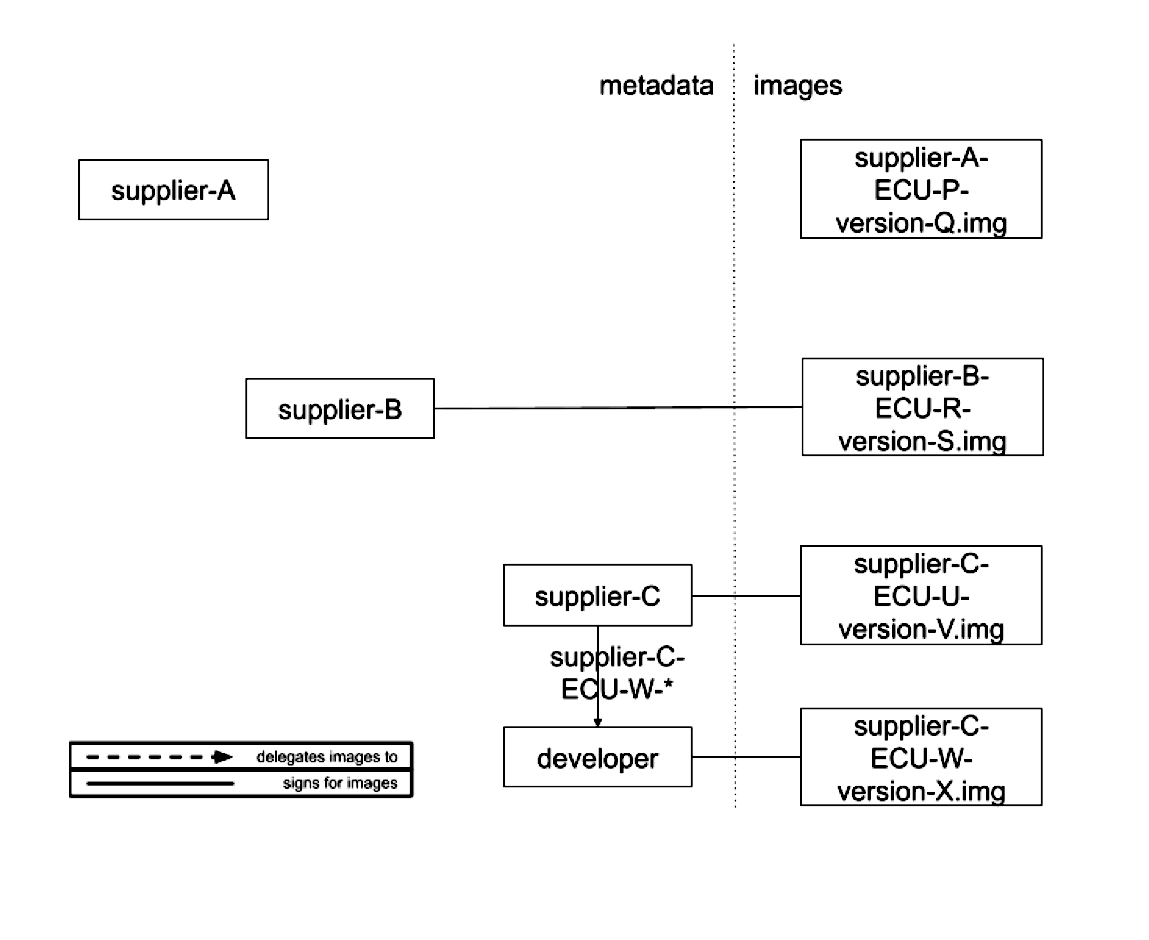 metadata
images
supplier-A
supplier-A-
ECU-P-
version-Q.img
supplier-B
supplier-B-
ECU-R-
version-S.img
supplier-C
supplier-C-
ECU-U-
version-V.img
supplier-C-
ECU-W-*
developer
supplier-C-
ECU-W-
version-X.img
delegates images to
signs for images